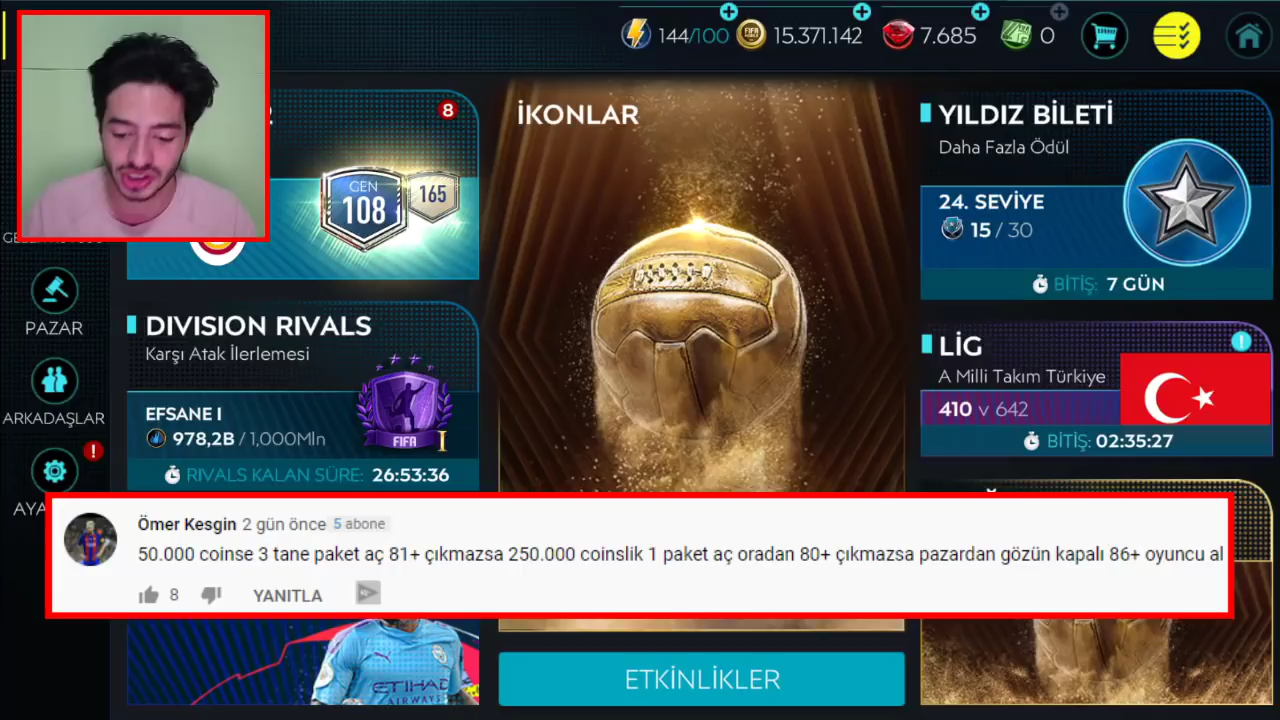 144/100
15.371.142
7.685
0
8
GEN
108
165
PAZAR
ARKADAŞLAR
!
DIVISION RIVALS
Karşı Atak İlerlemesi
EFSANE I
978,2B / 1,000Mln
FIFA
I
RIVALS KALAN SÜRE: 26:53:36
İKONLAR
YILDIZ BİLETİ
Daha Fazla Ödül
24. SEVİYE
15 / 30
BİTİŞ: 7 GÜN
LİG
!
A Milli Takım Türkiye
410 v 642
BİTİŞ: 02:35:27
Ömer Kesgin 2 gün önce 5 abone
50.000 coinse 3 tane paket aç 81+ çıkmazsa 250.000 coinslik 1 paket aç oradan 80+ çıkmazsa pazardan gözün kapalı 86+ oyuncu al
8
YANITLA
ETIHAD
AIRWAYS
ETKİNLİKLER